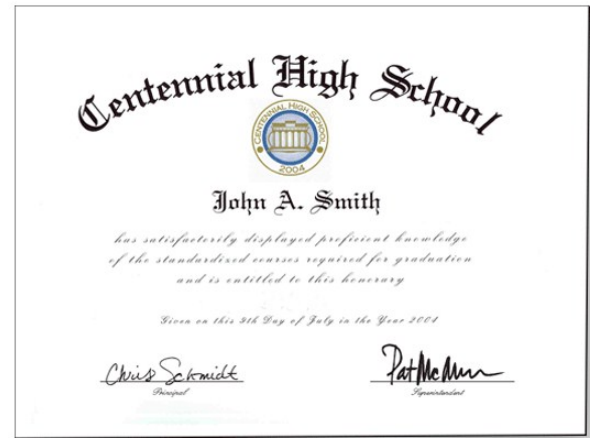 Centennial High School
CENTENNIAL HIGH SCHOOL
2004
John A. Smith
has satisfactorily displayed proficient knowledge
of the standardized courses required for graduation
and is entitled to this honorary
Given on this 9th Day of July in the Year 2004
Chris Schmidt
Principal
Superintendant